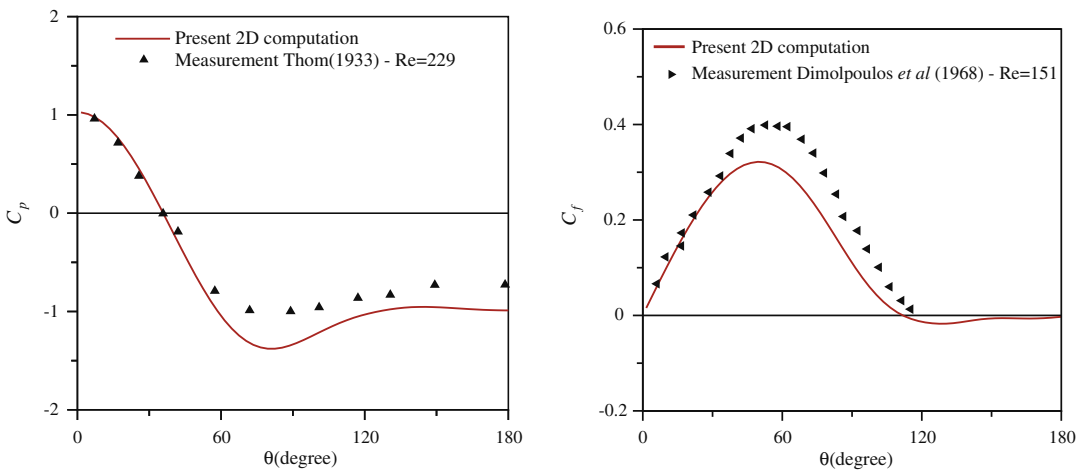 2
Present 2D computation
Measurement Thom(1933) - Re=229
1
C_p
0
-1
-2
0
60
120
180
θ(degree)
0.6
Present 2D computation
Measurement Dimolpoulos et al (1968) - Re=151
0.4
C_f
0.2
0
-0.2
0
60
120
180
θ(degree)